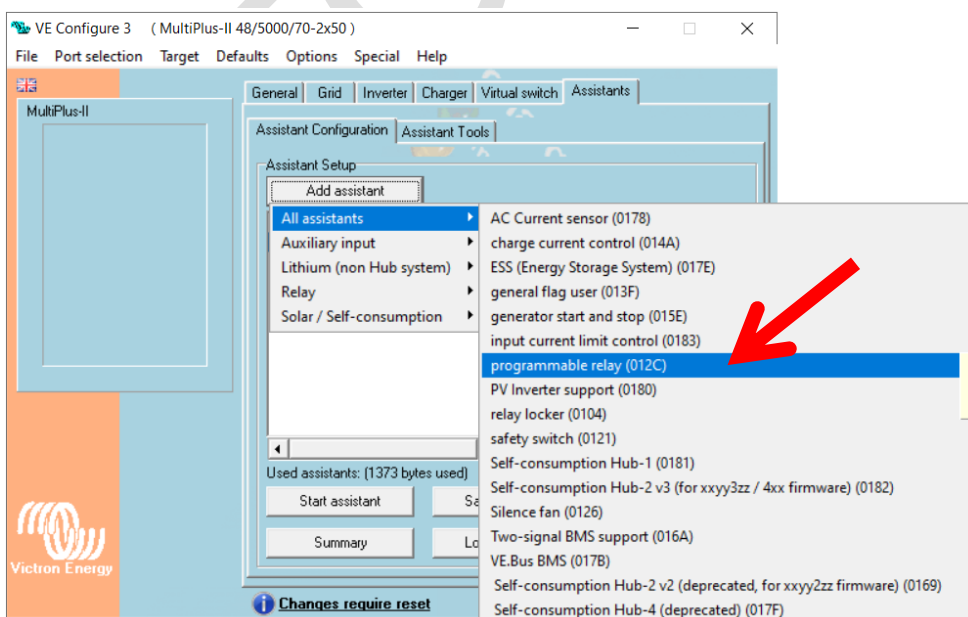 VE Configure 3 ( MultiPlus-II 48/5000/70-2x50 )
File Port selection Target Defaults Options Special Help
MultiPlus-II
General Grid Inverter Charger Virtual switch Assistants
Assistant Configuration Assistant Tools
Assistant Setup
Add assistant
All assistants
Auxiliary input
Lithium (non Hub system)
Relay
Solar / Self-consumption
AC Current sensor (0178)
charge current control (014A)
ESS (Energy Storage System) (017E)
general flag user (013F)
generator start and stop (015E)
input current limit control (0183)
programmable relay (012C)
PV Inverter support (0180)
relay locker (0104)
safety switch (0121)
Self-consumption Hub-1 (0181)
Self-consumption Hub-2 v3 (for xxyy3zz / 4xx firmware) (0182)
Silence fan (0126)
Two-signal BMS support (016A)
VE.Bus BMS (017B)
Self-consumption Hub-2 v2 (deprecated, for xxyy2zz firmware) (0169)
Self-consumption Hub-4 (deprecated) (017F)
Used assistants: (1373 bytes used)
Start assistant
Summary
Victron Energy
Changes require reset